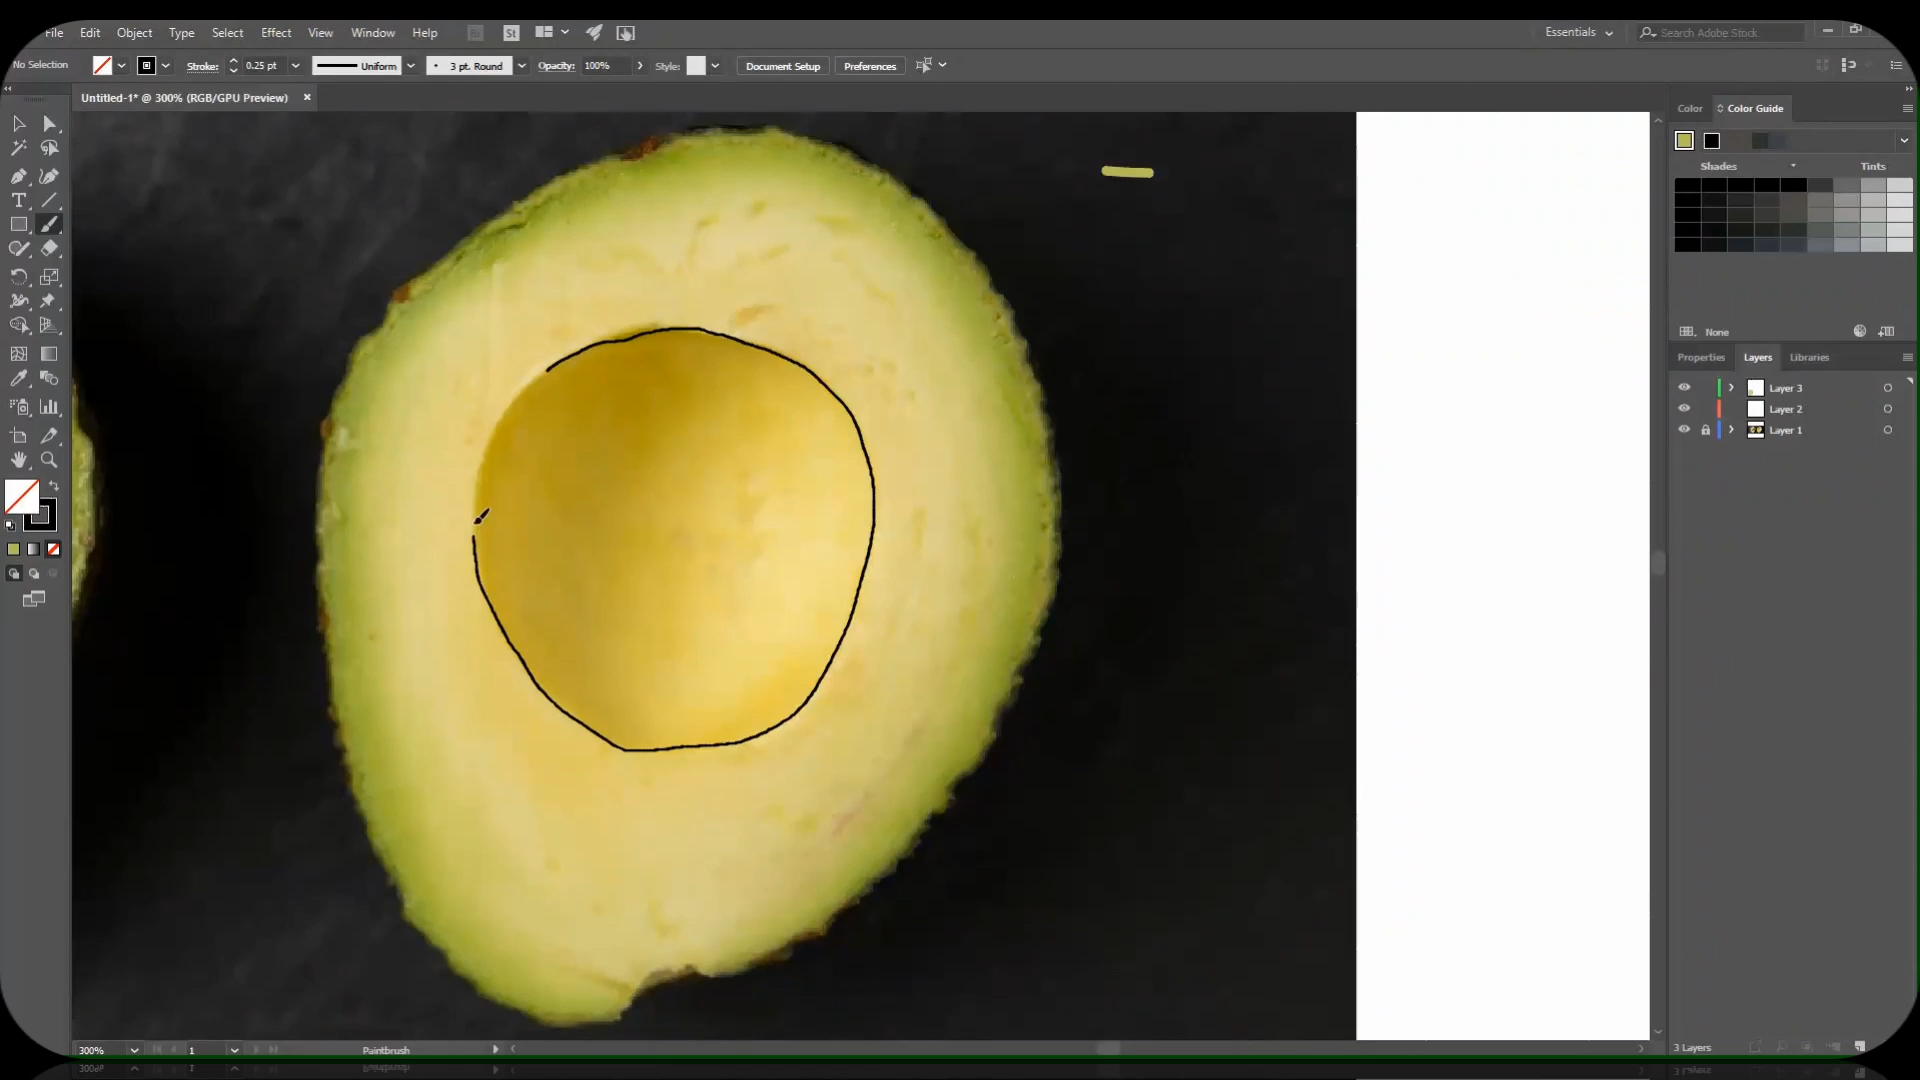 File Edit Object Type Select Effect View Window Help St Essentials Search Adobe Stock
No Selection Stroke: 0.25 pt Uniform 3 pt. Round Opacity: 100% Style: Document Setup Preferences
Untitled-1* @ 300% (RGB/GPU Preview) ×
Color Color Guide
Shades Tints
None
Properties Layers Libraries
Layer 3
Layer 2
Layer 1
300% 1 Paintbrush
3 Layers